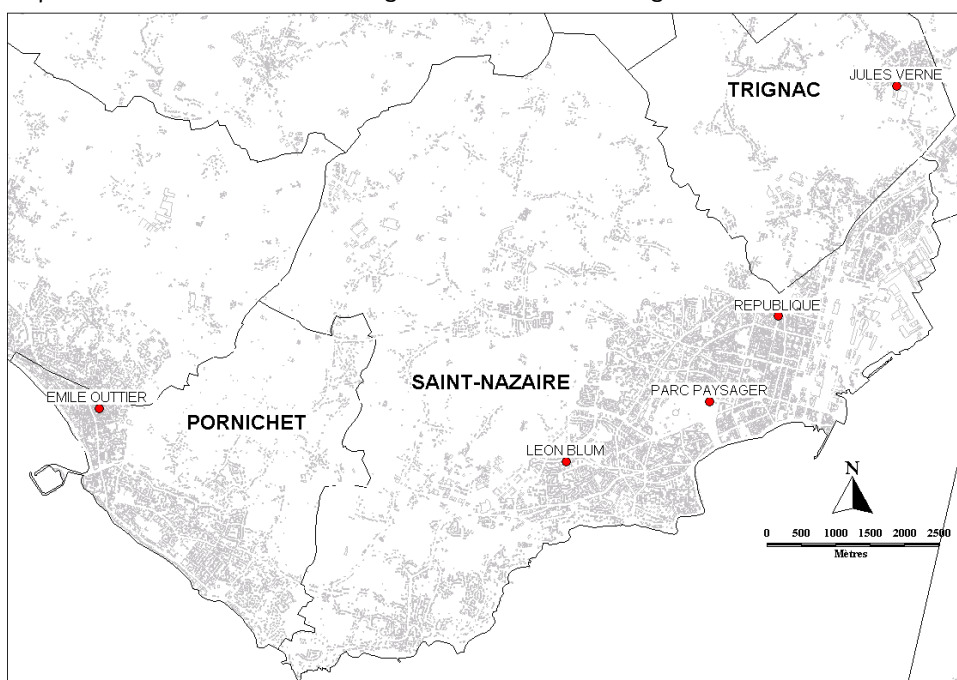 JULES VERNE
TRIGNAC
REPUBLIQUE
SAINT-NAZAIRE
PARC PAYSAGER
EMILE OUTTIER
PORNICHET
LEON BLUM
N
0 500 1000 1500 2000 2500
Mètres